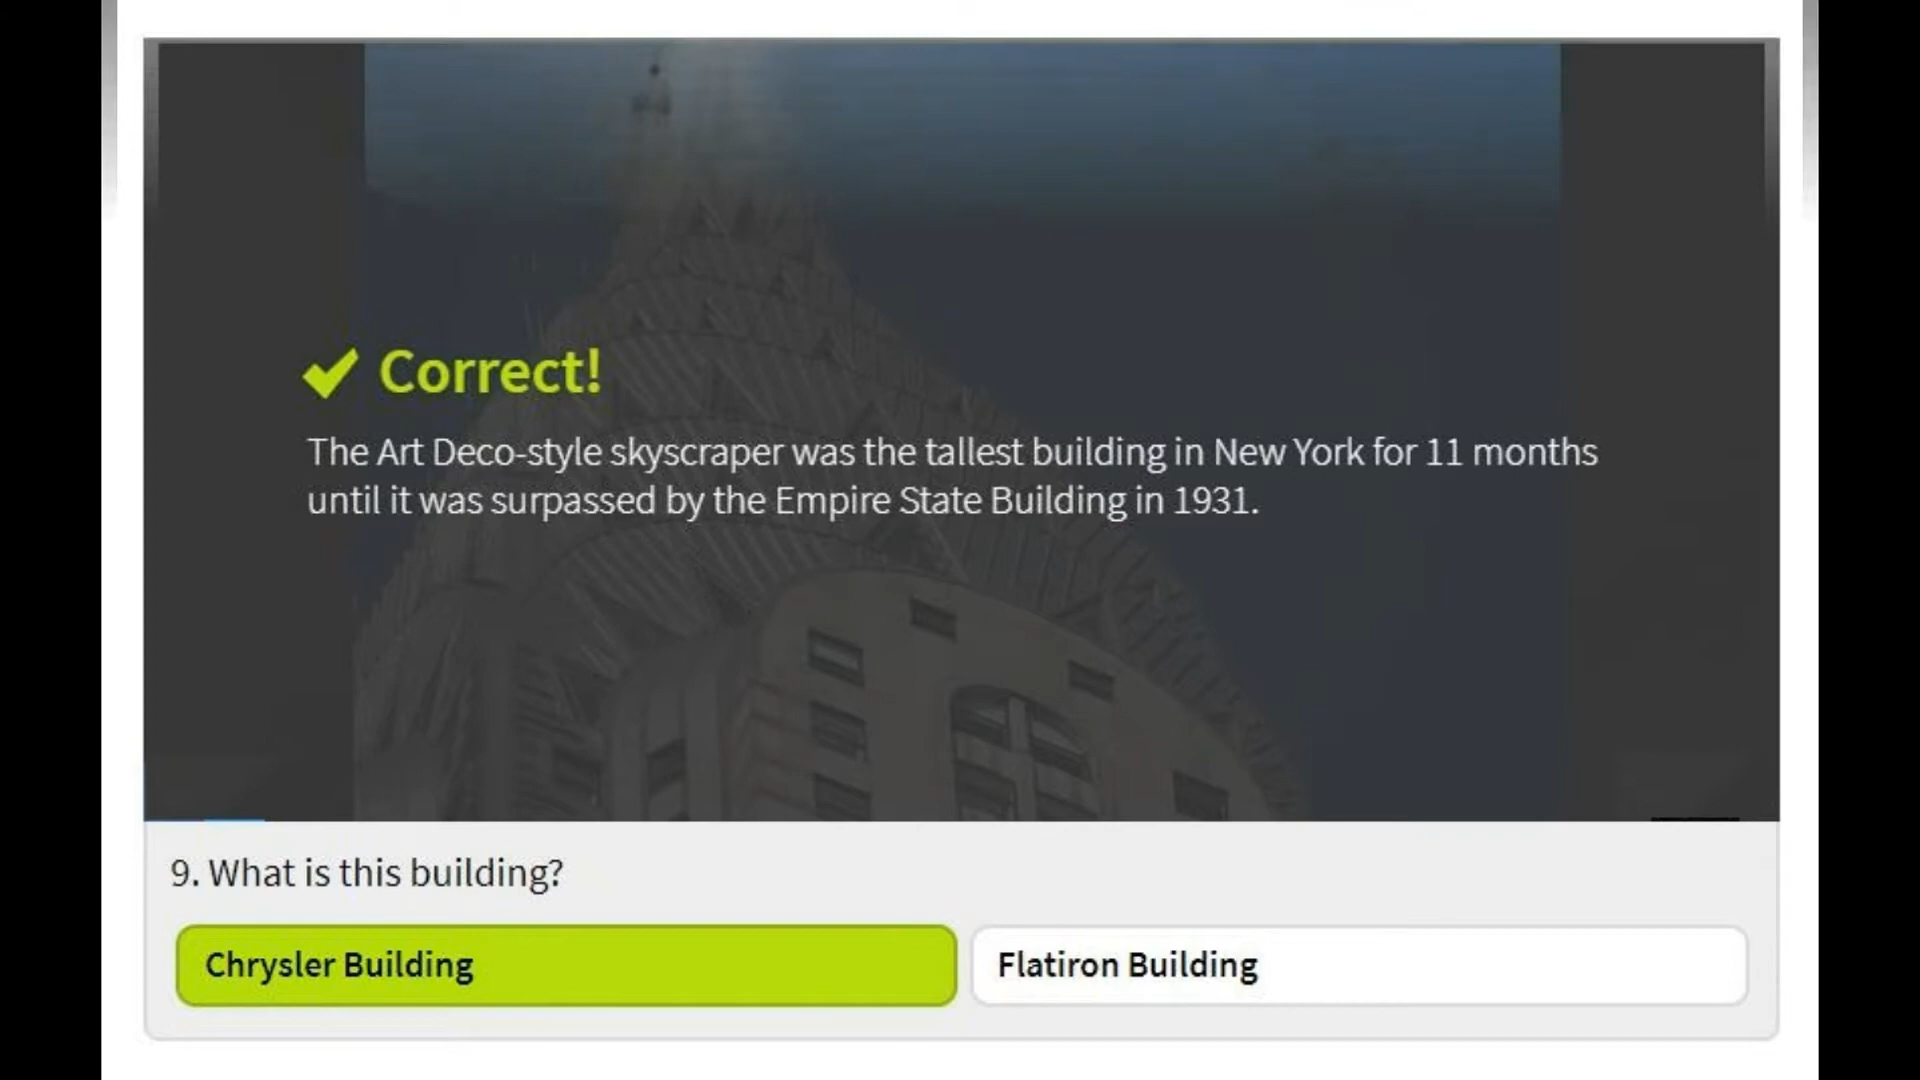 Correct!
The Art Deco-style skyscraper was the tallest building in New York for 11 months
until it was surpassed by the Empire State Building in 1931.
9. What is this building?
Chrysler Building
Flatiron Building